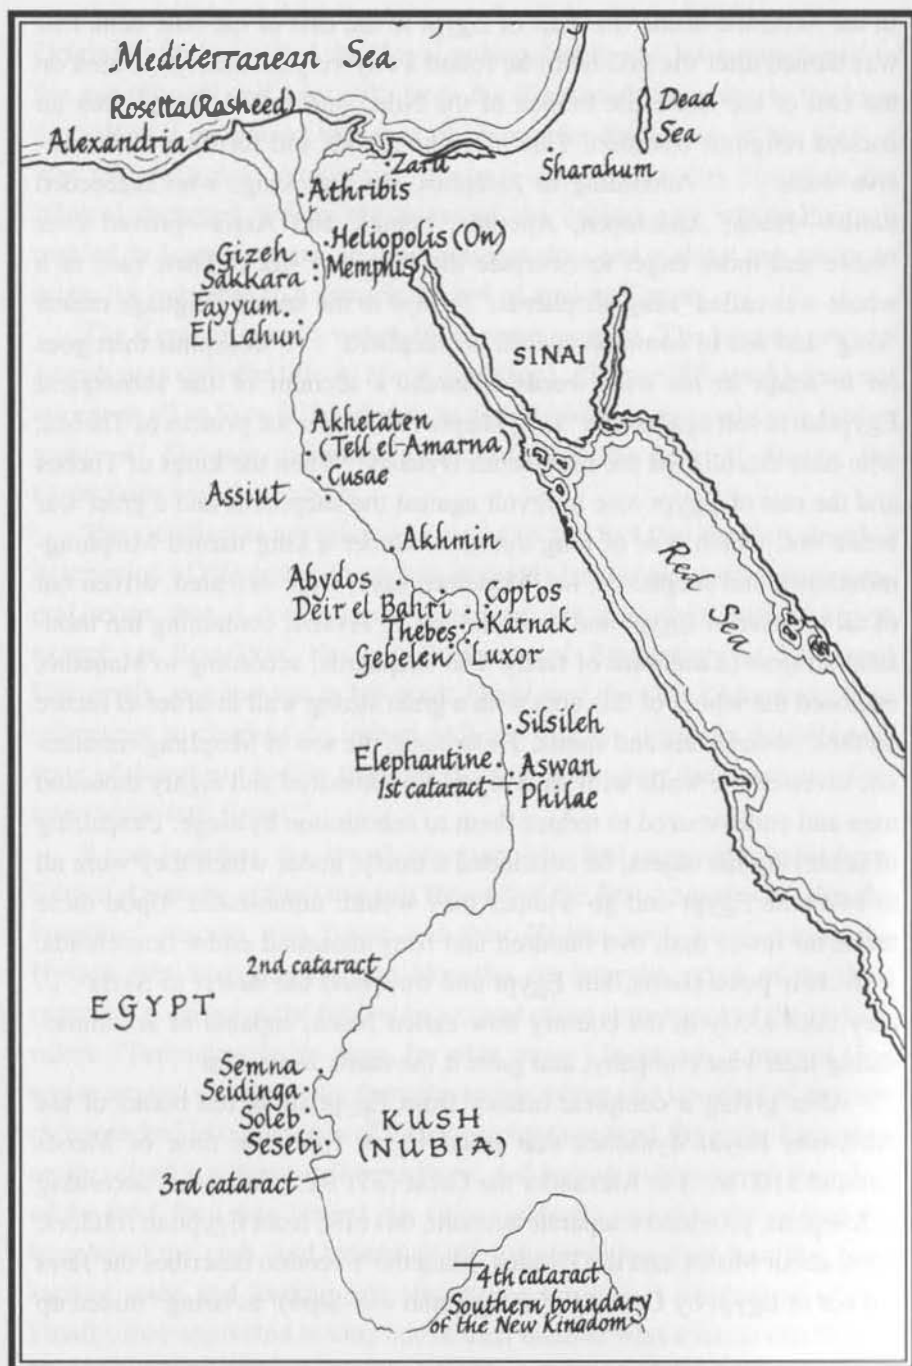 Mediterranean Sea
Rosetta (Rasheed)
Alexandria
Dead
Sea
Zaru
Sharahum
Athribis
Heliopolis (On)
Gizeh
Memphis
Sakkara
Fayyum
El Lahun
SINAI
Akhetaten
(Tell el-Amarna)
Cusae
Assiut
Red Sea
Akhmin
Abydos
Coptos
Deir el Bahri
Karnak
Thebes
Luxor
Gebelen
Silsileh
Elephantine
Aswan
1st cataract
Philae
2nd cataract
EGYPT
Semna
Seidinga
Soleb
KUSH
Sesebi
(NUBIA)
3rd cataract
4th cataract
Southern boundary
of the New Kingdom